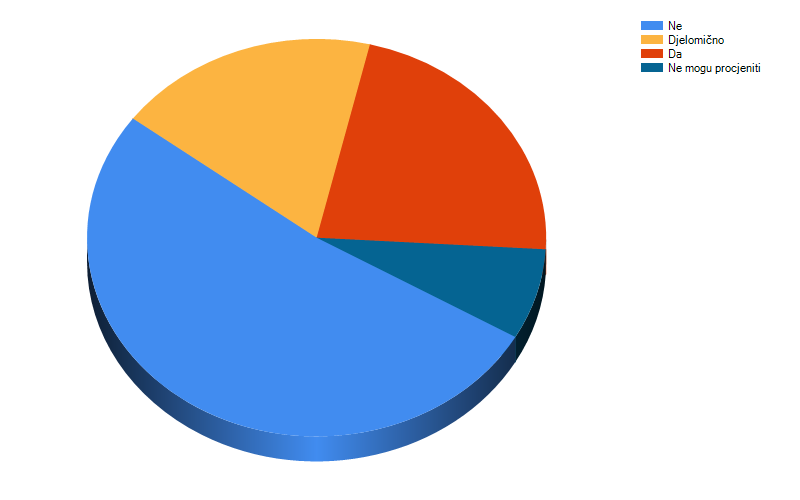 Ne
Djelomično
Da
Ne mogu procjeniti